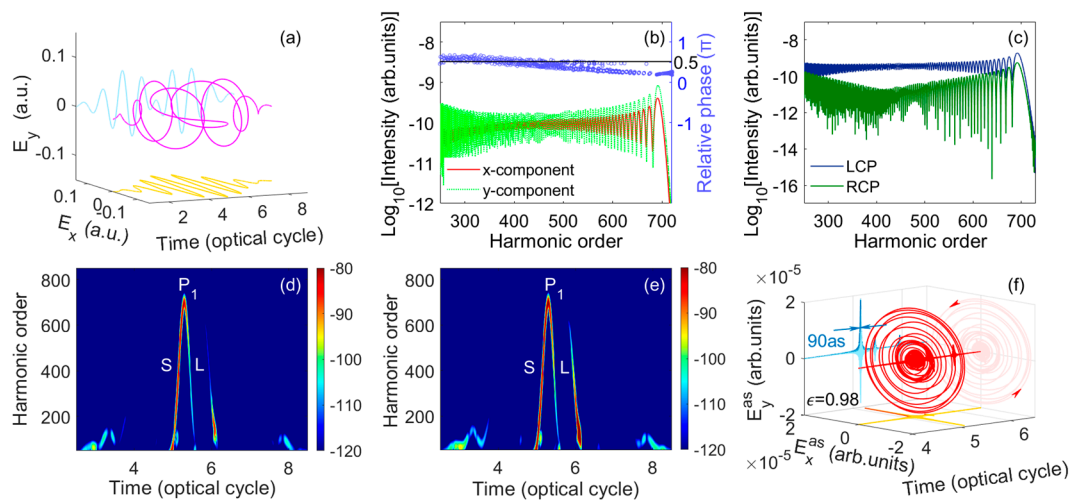 (a)
E_y (a.u.)
0.1
0
-0.1
0.1
0
-0.1
E_x (a.u.)
2
4
6
8
Time (optical cycle)
(b)
Log_10[Intensity (arb.units)]
-8
-9
-10
-11
-12
1
0.5
0
-1
Relative phase (π)
x-component
y-component
300 400 500 600 700
Harmonic order
(c)
Log_10[Intensity (arb.units)]
-8
-10
-12
-14
-16
LCP
RCP
300 400 500 600 700
Harmonic order
(d)
P_1
S
L
Harmonic order
800
600
400
200
4 6 8
Time (optical cycle)
-80
-90
-100
-110
-120
(e)
P_1
S
L
Harmonic order
800
600
400
200
4 6 8
Time (optical cycle)
-80
-90
-100
-110
-120
×10^-5
(f)
E_y^as (arb.units)
2
0
-2
90as
ϵ=0.98
2
0
-2
×10^-5
E_x^as (arb.units)
4
5
6
Time (optical cycle)